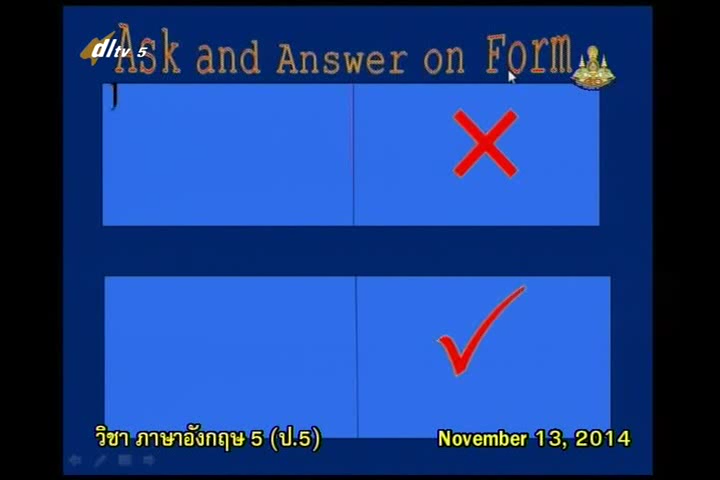 dltv 5
Ask and Answer on Form
วิชา ภาษาอังกฤษ 5 (ป.5)
November 13, 2014